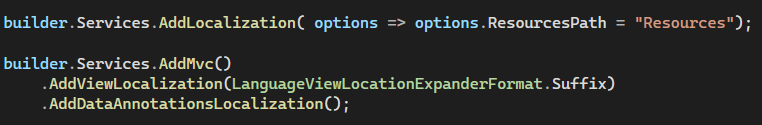 builder.Services.AddLocalization( options => options.ResourcesPath = "Resources");
builder.Services.AddMvc()
.AddViewLocalization(LanguageViewLocationExpanderFormat.Suffix)
.AddDataAnnotationsLocalization();